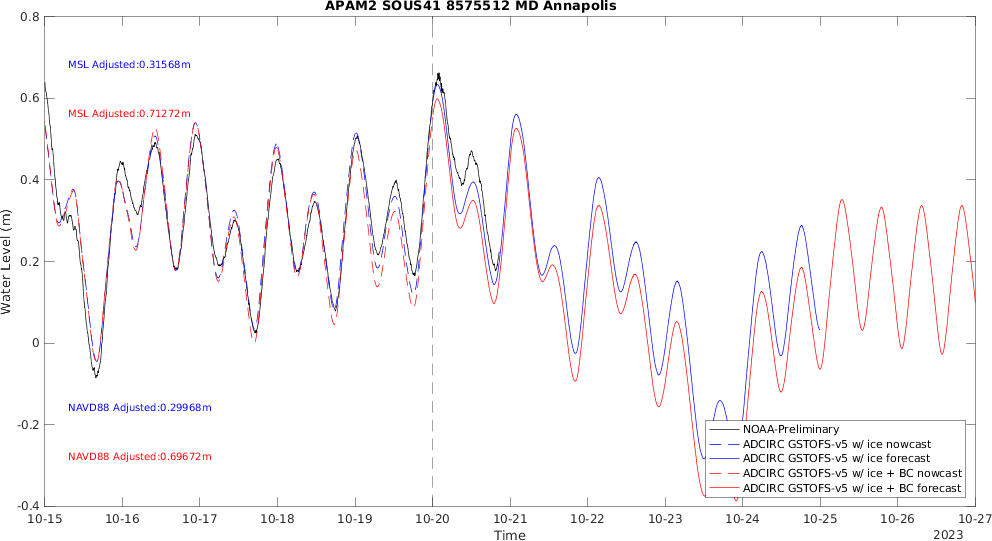 APAM2 SOUS41 8575512 MD Annapolis
0.8
0.6
0.4
0.2
0
-0.2
-0.4
Water Level (m)
MSL Adjusted:0.31568m
MSL Adjusted:0.71272m
NAVD88 Adjusted:0.29968m
NAVD88 Adjusted:0.69672m
NOAA-Preliminary
ADCIRC GSTOFS-v5 w/ ice nowcast
ADCIRC GSTOFS-v5 w/ ice forecast
ADCIRC GSTOFS-v5 w/ice + BC nowcast
ADCIRC GSTOFS-v5 w/ice + BC forecast
10-15 10-16 10-17 10-18 10-19 10-20 10-21 10-22 10-23 10-24 10-25 10-26 10-27
Time
2023